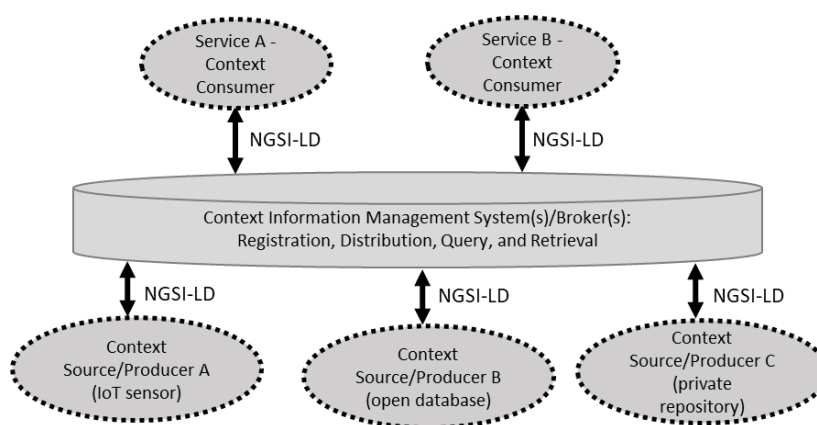 Service A -
Context
Consumer
Service B -
Context
Consumer
NGSI-LD
NGSI-LD
Context Information Management System(s)/Broker(s):
Registration, Distribution, Query, and Retrieval
NGSI-LD
NGSI-LD
NGSI-LD
Context
Source/Producer A
(IoT sensor)
Context
Source/Producer B
(open database)
Context
Source/Producer C
(private
repository)